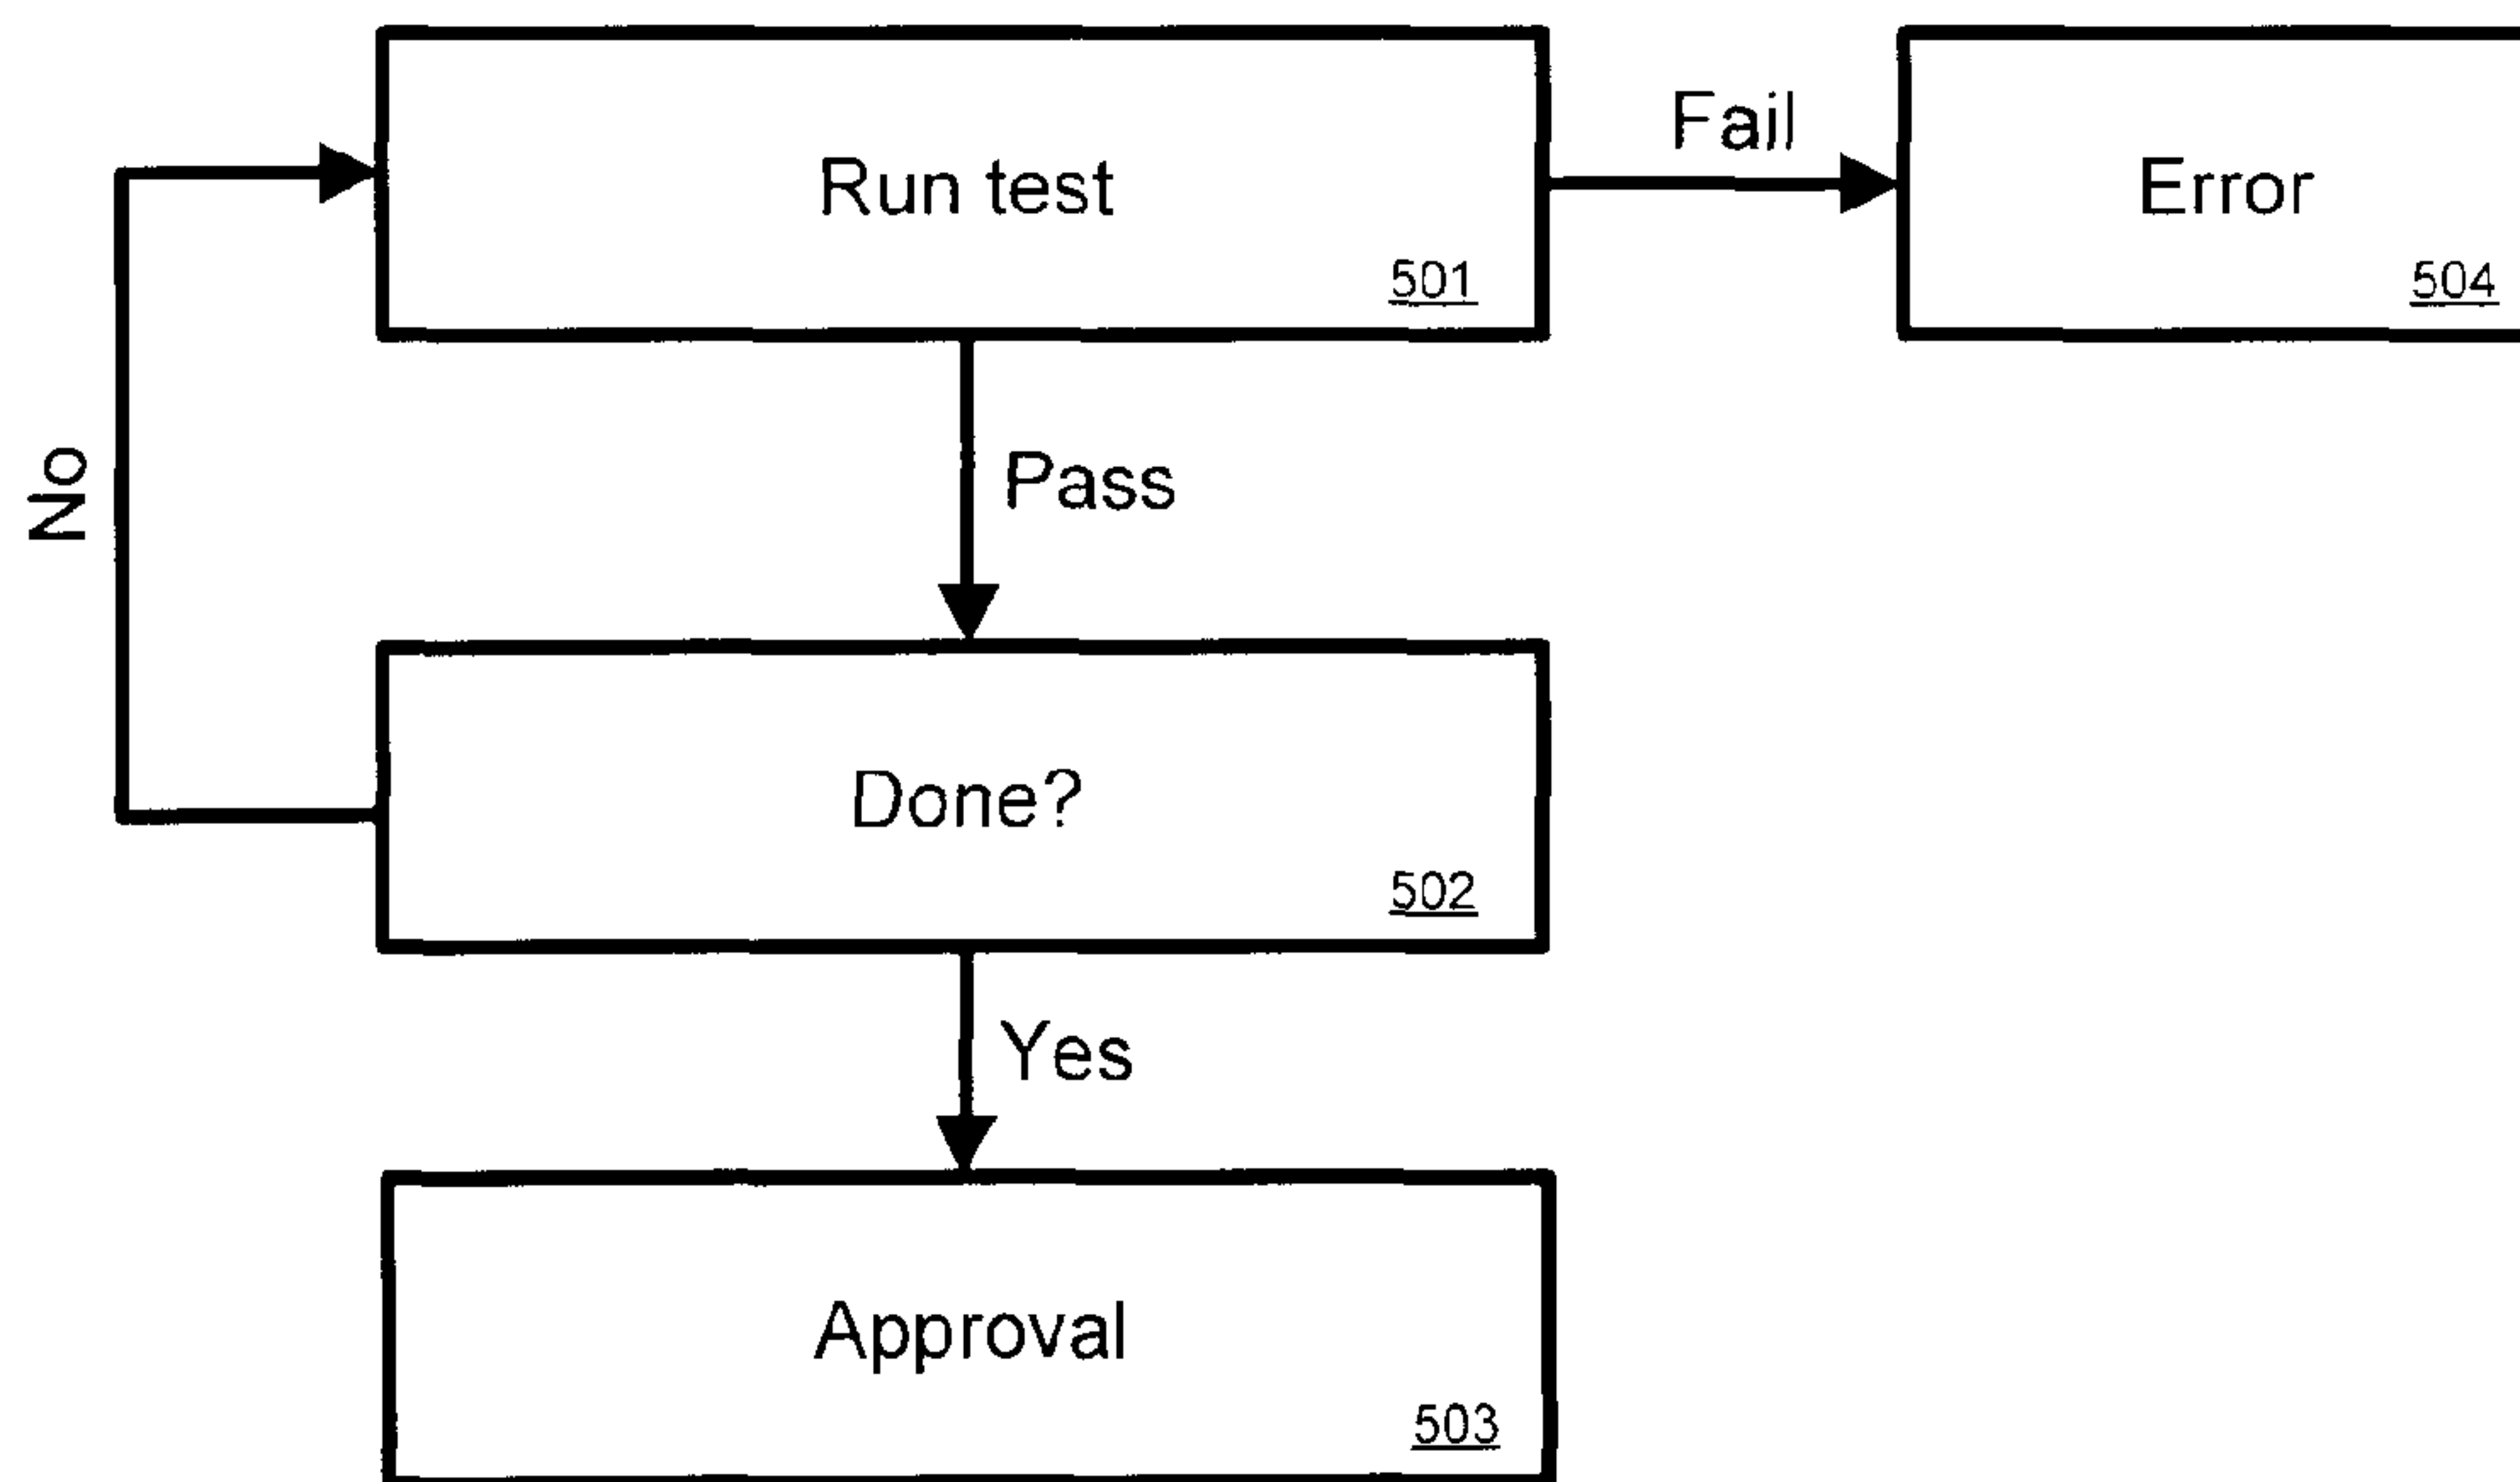 Run test
501
Fail
Error
504
No
Pass
Done?
502
Yes
Approval
503